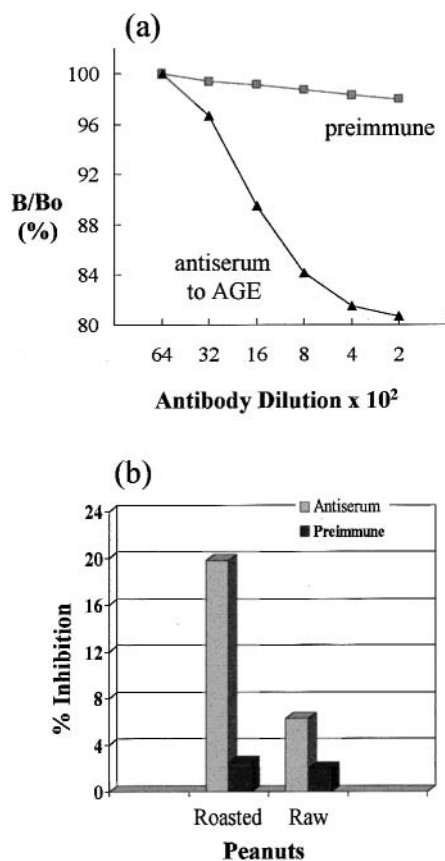 (a)
100
96
92
88
84
80
B/Bo
(%)
preimmune
antiserum
to AGE
64 32 16 8 4 2
Antibody Dilution x 10²
(b)
24
20
16
12
8
4
0
% Inhibition
Antiserum
Preimmune
Roasted Raw
Peanuts